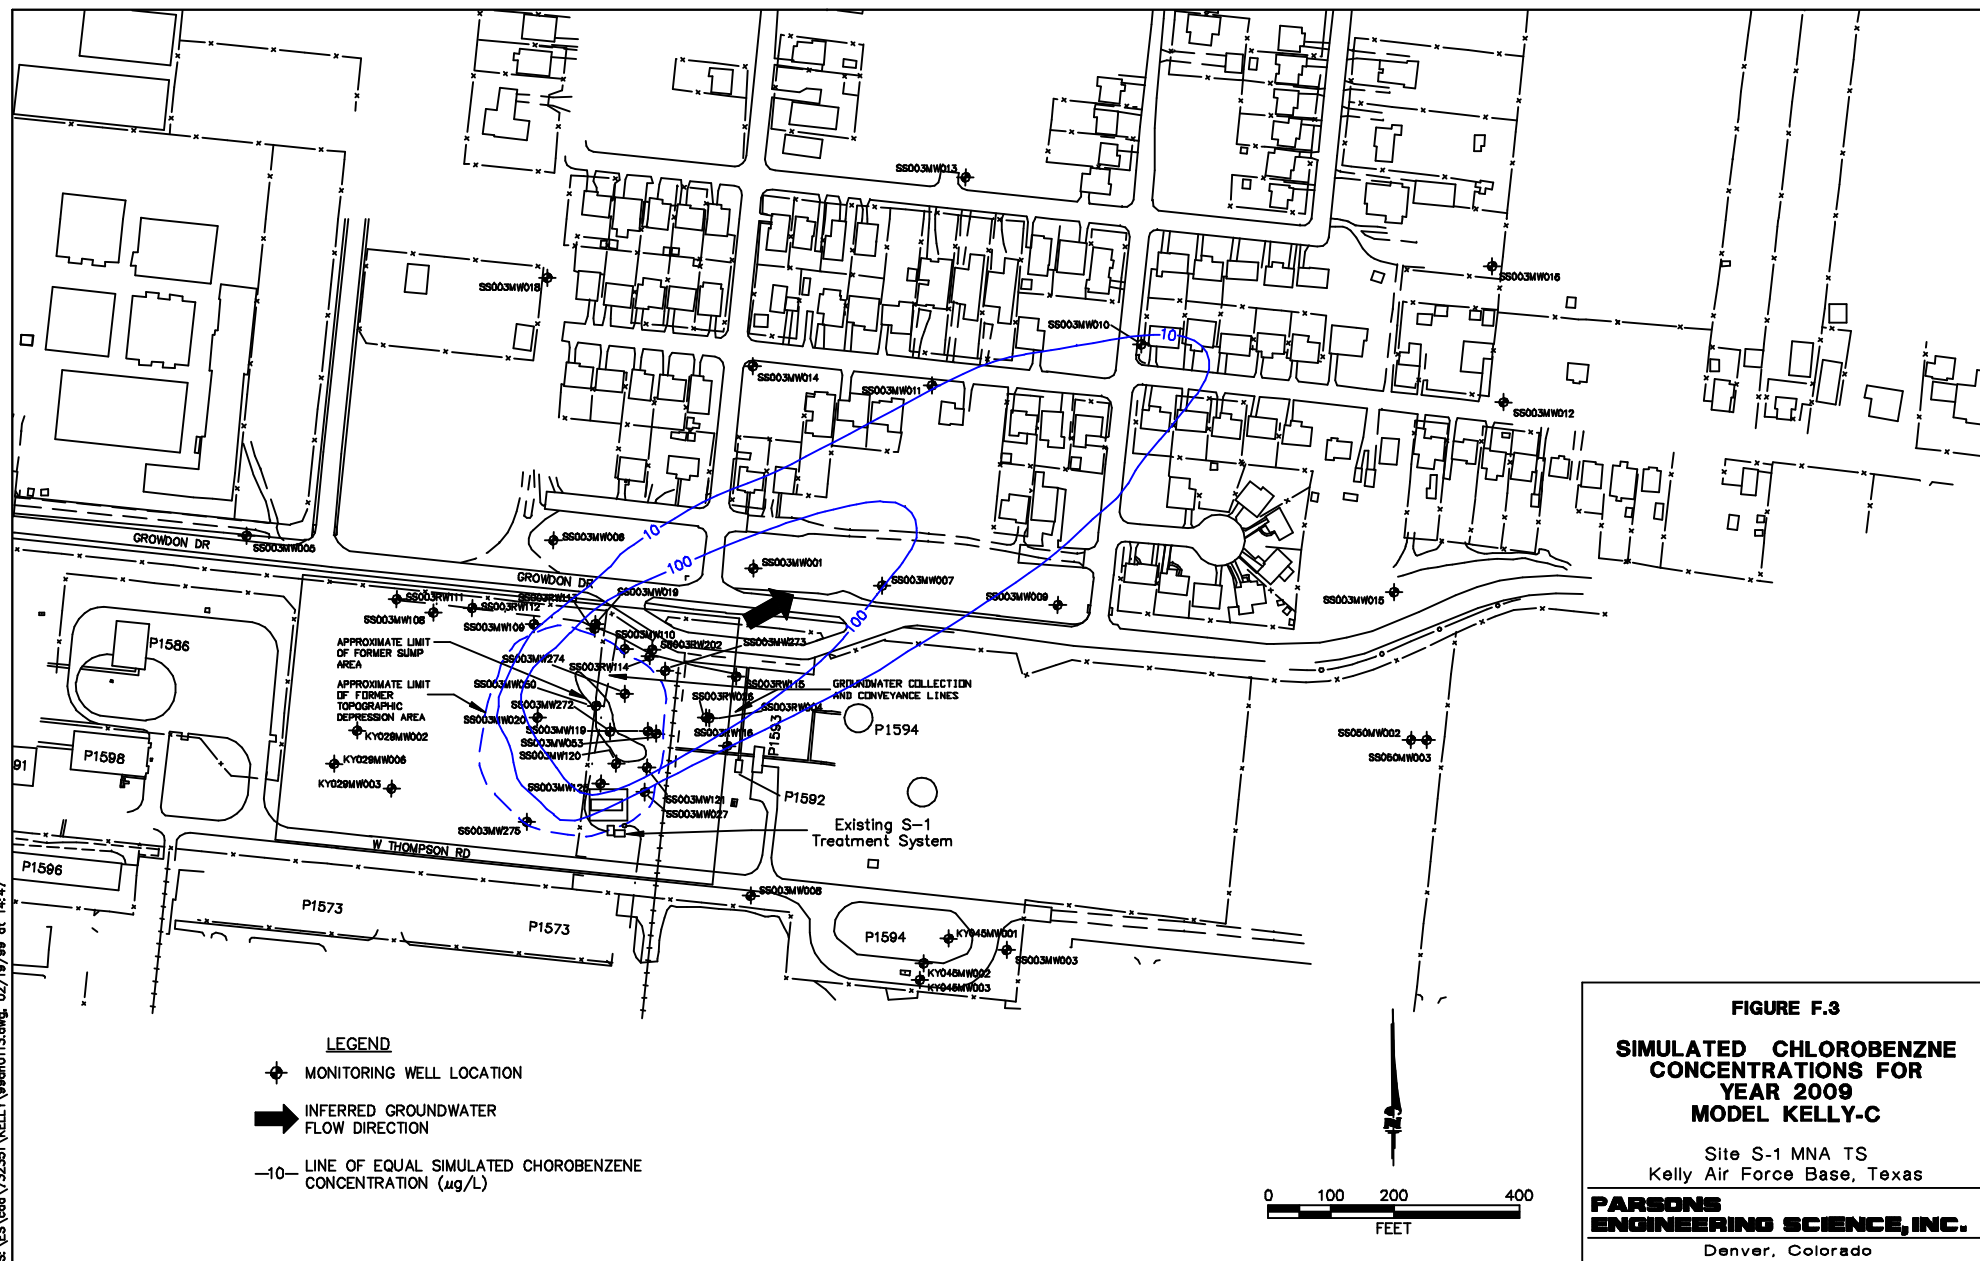 SS003MW013
SS003MW018
SS003MW016
SS003MW010
10
SS003MW014
SS003MW011
SS003MW012
GROWDON DR
SS003MW005
SS003MW006
10
100
SS003MW001
SS003MW007
GROWDON DR
SS003MW019
SS003MW009
SS003MW015
SS003RW111
SS003RW112
SS003RW113
SS003MW108
SS003MW109
SS003MW110
100
P1586
APPROXIMATE LIMIT
OF FORMER SUMP
AREA
SS003RW202
SS003MW273
SS003MW274
SS003RW114
SS003RW115
GROUNDWATER COLLECTION
AND CONVEYANCE LINES
APPROXIMATE LIMIT
OF FORMER
TOPOGRAPHIC
DEPRESSION AREA
SS003MW050
SS003MW272
SS003MW020
SS003RW004
SS003MW119
SS003RW116
SS003MW053
SS003MW120
P1593
P1594
KY029MW002
SS050MW002
SS050MW003
91
P1598
KY029MW006
KY029MW003
SS003MW121
SS003MW027
P1592
SS003MW275
Existing S-1
Treatment System
W THOMPSON RD
P1596
P1573
P1573
SS003MW008
P1594
KY045MW001
SS003MW003
KY045MW002
KY045MW003
LEGEND
MONITORING WELL LOCATION
INFERRED GROUNDWATER
FLOW DIRECTION
—10— LINE OF EQUAL SIMULATED CHOROBENZENE
CONCENTRATION (µg/L)
N
0 100 200 400
FEET
FIGURE F.3
SIMULATED CHLOROBENZNE
CONCENTRATIONS FOR
YEAR 2009
MODEL KELLY-C
Site S-1 MNA TS
Kelly Air Force Base, Texas
PARSONS
ENGINEERING SCIENCE, INC.
Denver, Colorado